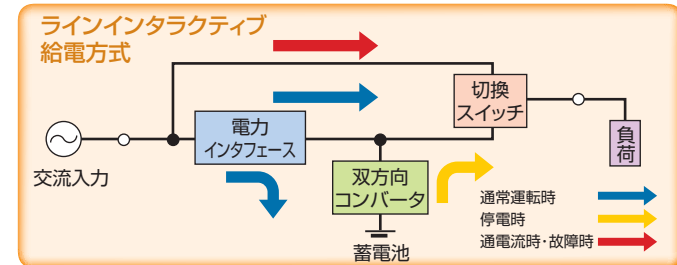 ラインインタラクティブ
給電方式
切換
スイッチ
電力
インタフェース
負荷
交流入力
双方向
コンバータ
蓄電池
通常運転時
停電時
通電流時・故障時